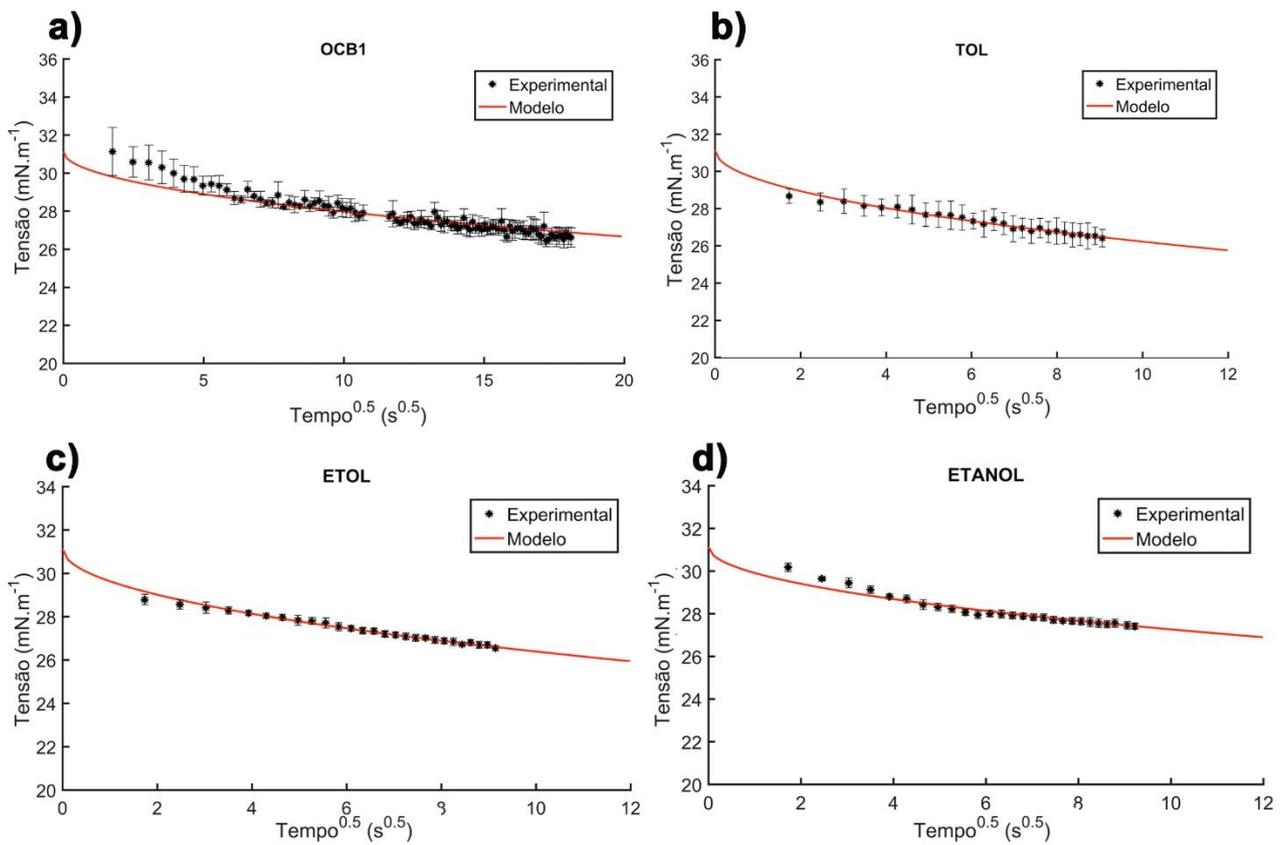 a)
OCB1
Experimental
Modelo
36
34
32
30
28
26
24
22
20
0 5 10 15 20
Tensão (mN.m-1)
Tempo0.5 (s0.5)
b)
TOL
Experimental
Modelo
36
34
32
30
28
26
24
22
20
0 2 4 6 8 10 12
Tensão (mN.m-1)
Tempo0.5 (s0.5)
c)
ETOL
Experimental
Modelo
34
32
30
28
26
24
22
20
0 2 4 6 8 10 12
Tensão (mN.m-1)
Tempo0.5 (s0.5)
d)
ETANOL
Experimental
Modelo
34
32
30
28
26
24
22
20
0 2 4 6 8 10 12
Tensão (mN.m-1)
Tempo0.5 (s0.5)